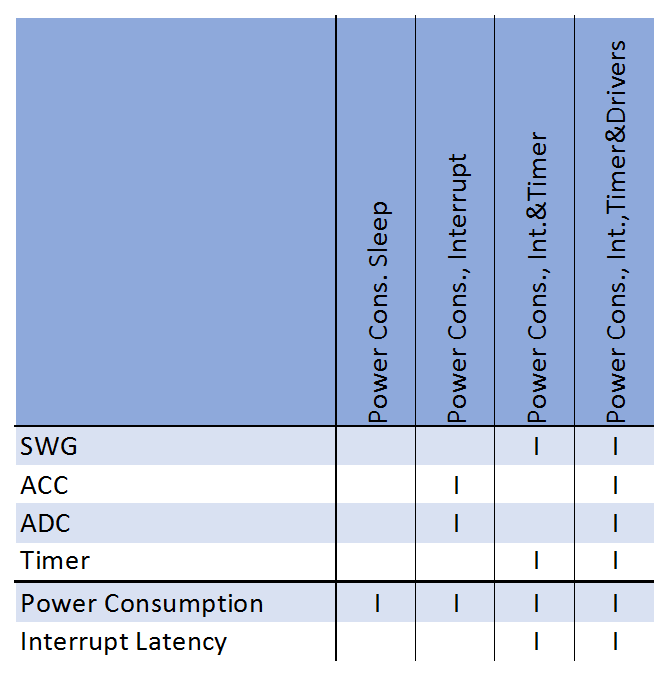 Power Cons. Sleep
Power Cons., Interrupt
Power Cons., Int.&Timer
Power Cons., Int.,Timer&Drivers
SWG I I
ACC I I
ADC I I
Timer I I
Power Consumption I I I I
Interrupt Latency I I